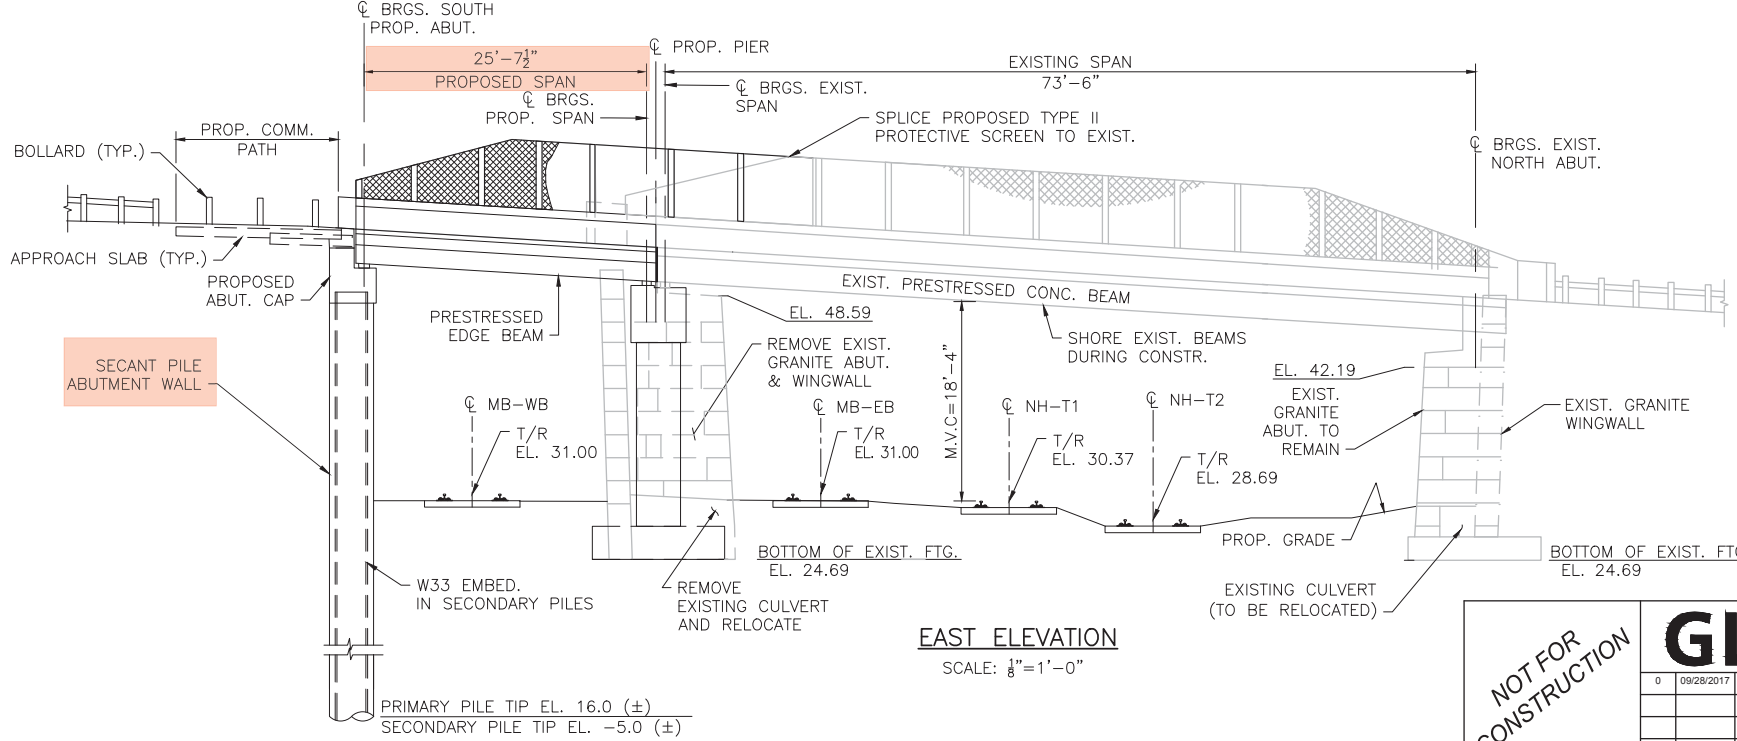 ℄ BRGS. SOUTH
PROP. ABUT.
25'-7½"
PROPOSED SPAN
℄ PROP. PIER
EXISTING SPAN
73'-6"
℄ BRGS.
PROP. SPAN
℄ BRGS. EXIST.
SPAN
SPLICE PROPOSED TYPE II
PROTECTIVE SCREEN TO EXIST.
PROP. COMM.
PATH
BOLLARD (TYP.)
℄ BRGS. EXIST.
NORTH ABUT.
APPROACH SLAB (TYP.)
PROPOSED
ABUT. CAP
PRESTRESSED
EDGE BEAM
EXIST. PRESTRESSED CONC. BEAM
EL. 48.59
SHORE EXIST. BEAMS
DURING CONSTR.
REMOVE EXIST.
GRANITE ABUT.
& WINGWALL
M.V.C=18'-4"
SECANT PILE
ABUTMENT WALL
EL. 42.19
EXIST.
GRANITE
ABUT. TO
REMAIN
EXIST. GRANITE
WINGWALL
℄ MB-WB
T/R
EL. 31.00
℄ MB-EB
T/R
EL. 31.00
℄ NH-T1
T/R
EL. 30.37
℄ NH-T2
T/R
EL. 28.69
PROP. GRADE
BOTTOM OF EXIST. FTG.
EL. 24.69
BOTTOM OF EXIST. FTG
EL. 24.69
W33 EMBED.
IN SECONDARY PILES
REMOVE
EXISTING CULVERT
AND RELOCATE
EXISTING CULVERT
(TO BE RELOCATED)
EAST ELEVATION
SCALE: ⅛"=1'-0"
PRIMARY PILE TIP EL. 16.0 (±)
SECONDARY PILE TIP EL. -5.0 (±)
NOT FOR
CONSTRUCTION
0 09/28/2017